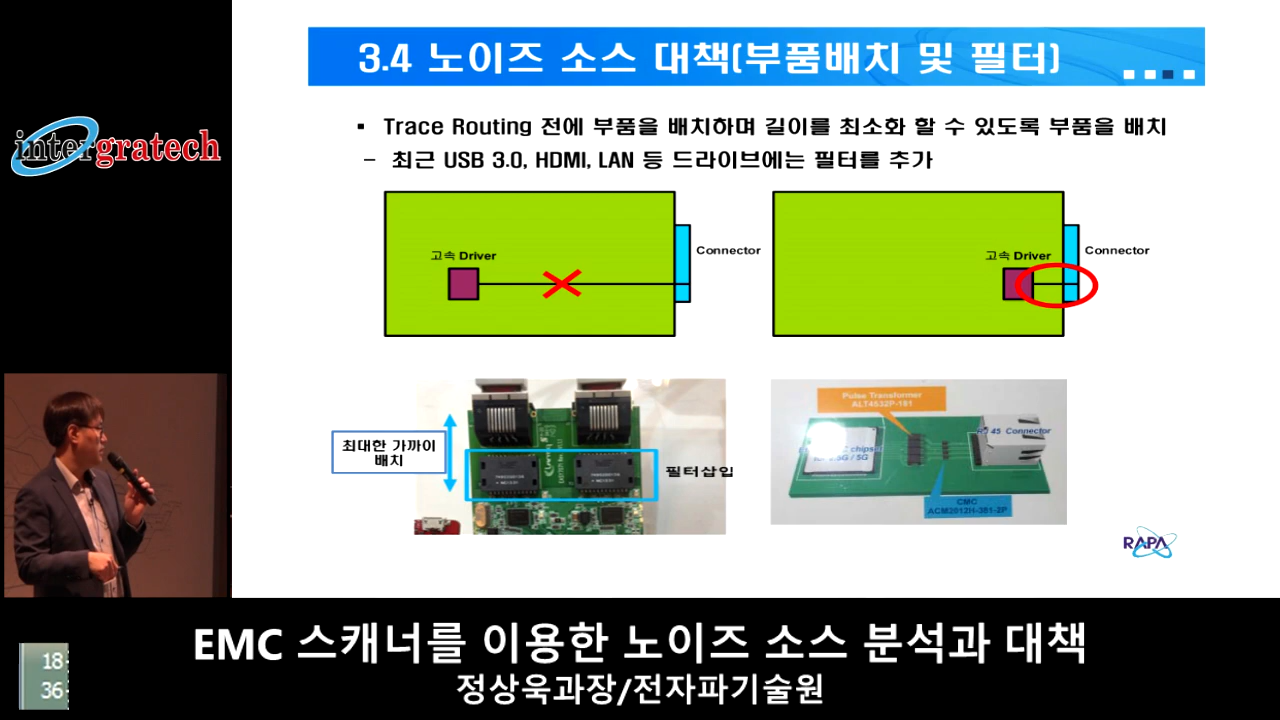 intergratech
3.4 노이즈 소스 대책(부품배치 및 필터)
▪ Trace Routing 전에 부품을 배치하며 길이를 최소화 할 수 있도록 부품을 배치
– 최근 USB 3.0, HDMI, LAN 등 드라이브에는 필터를 추가
고속 Driver
Connector
고속 Driver
Connector
최대한 가까이
배치
필터삽입
Pulse Transformer
ALT4532P-181
45 Connector
chipset
5G / 5G
CMC
ACM2012H-381-2P
RAPA
EMC 스캐너를 이용한 노이즈 소스 분석과 대책
정상욱과장/전자파기술원
18:
36